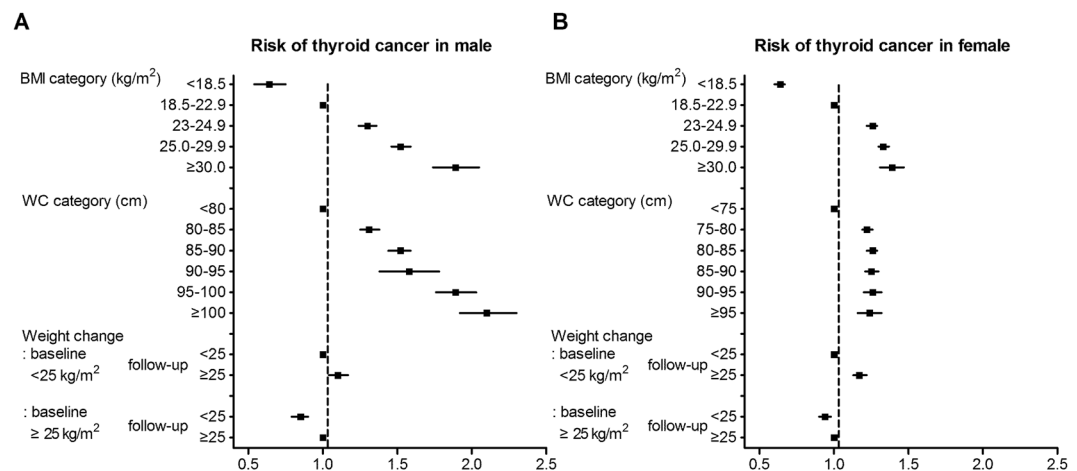 A
Risk of thyroid cancer in male
BMI category (kg/m²)
<18.5
18.5-22.9
23-24.9
25.0-29.9
≥30.0
WC category (cm)
<80
80-85
85-90
90-95
95-100
≥100
Weight change
: baseline
<25 kg/m²
follow-up
<25
≥25
: baseline
≥ 25 kg/m²
follow-up
<25
≥25
0.5 1.0 1.5 2.0 2.5
B
Risk of thyroid cancer in female
BMI category (kg/m²)
<18.5
18.5-22.9
23-24.9
25.0-29.9
≥30.0
WC category (cm)
<75
75-80
80-85
85-90
90-95
≥95
Weight change
: baseline
<25 kg/m²
follow-up
<25
≥25
: baseline
≥ 25 kg/m²
follow-up
<25
≥25
0.5 1.0 1.5 2.0 2.5